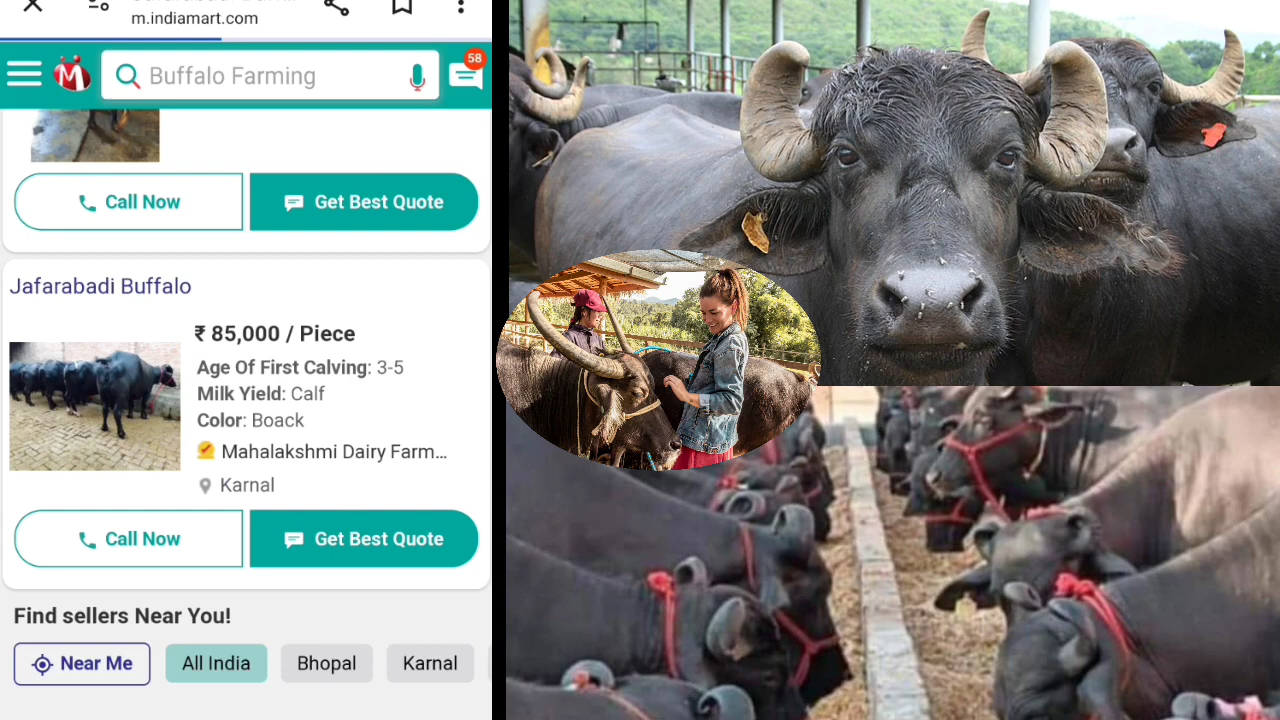 m.indiamart.com
Buffalo Farming
58
Call Now
Get Best Quote
Jafarabadi Buffalo
₹ 85,000 / Piece
Age Of First Calving: 3-5
Milk Yield: Calf
Color: Boack
Mahalakshmi Dairy Farm...
Karnal
Call Now
Get Best Quote
Find sellers Near You!
Near Me
All India
Bhopal
Karnal